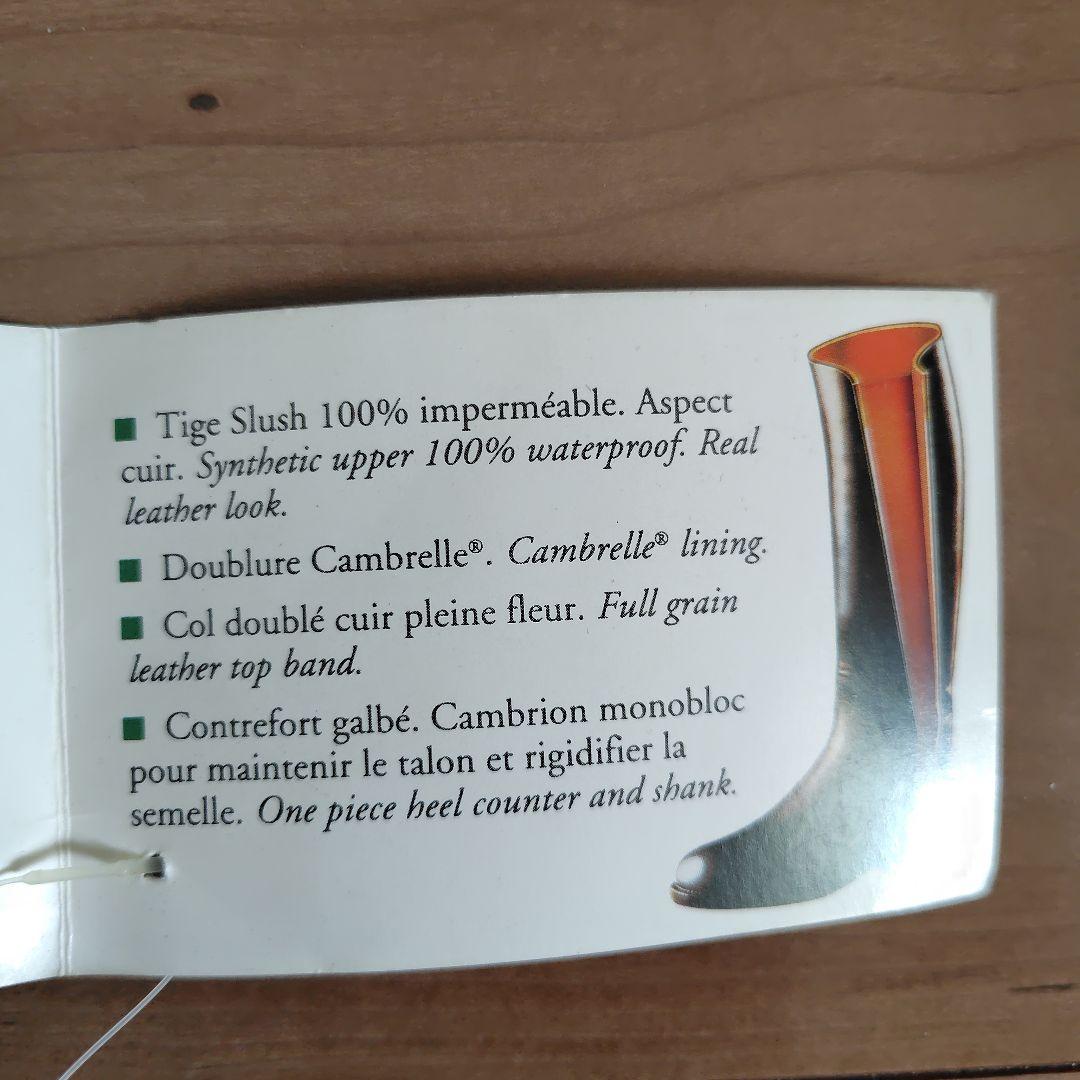 ■ Tige Slush 100% imperméable. Aspect
cuir. Synthetic upper 100% waterproof. Real
leather look.
■ Doublure Cambrelle®. Cambrelle® lining.
■ Col doublé cuir pleine fleur. Full grain
leather top band.
■ Contrefort galbé. Cambrion monobloc
pour maintenir le talon et rigidifier la
semelle. One piece heel counter and shank.